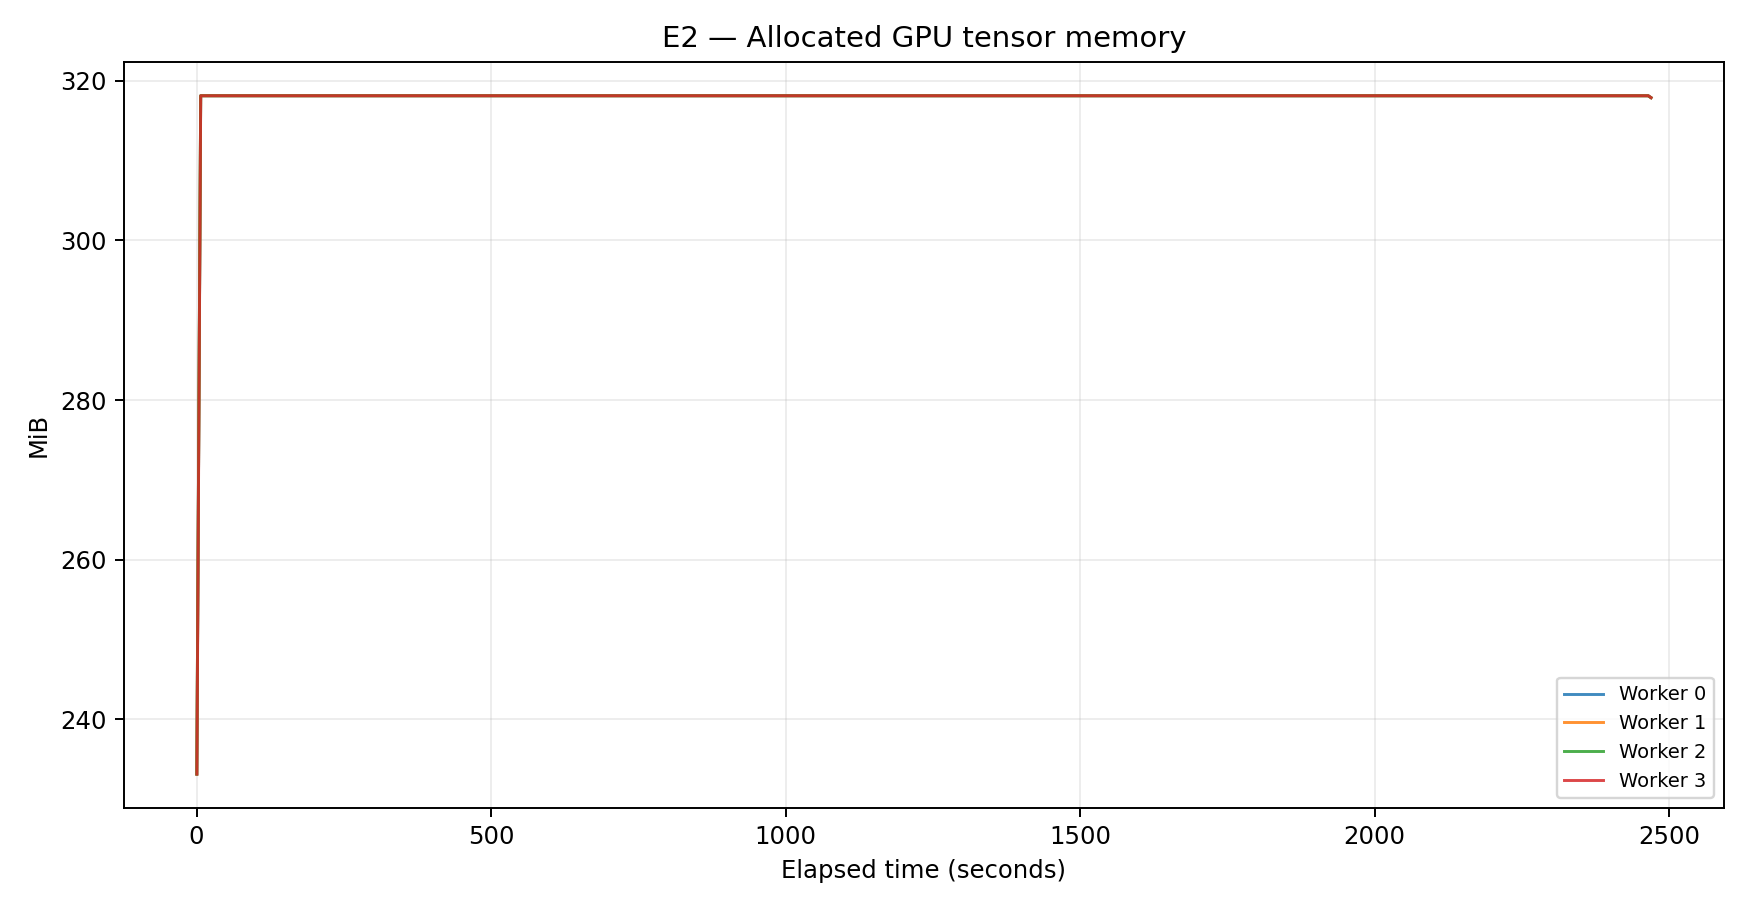 E2 — Allocated GPU tensor memory
320
300
280
260
240
MiB
0 500 1000 1500 2000 2500
Elapsed time (seconds)
Worker 0
Worker 1
Worker 2
Worker 3